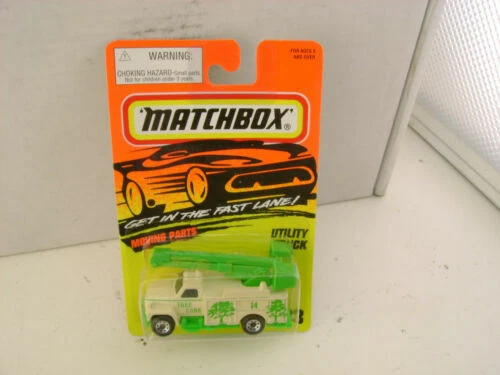 WARNING:
CHOKING HAZARD-Small parts.
Not for children under 3 years.
FOR AGES 3
AND OVER
MATCHBOX®
GET IN THE FAST LANE!
MOVING PARTS
UTILITY
TRUCK
TREE
CARE
14